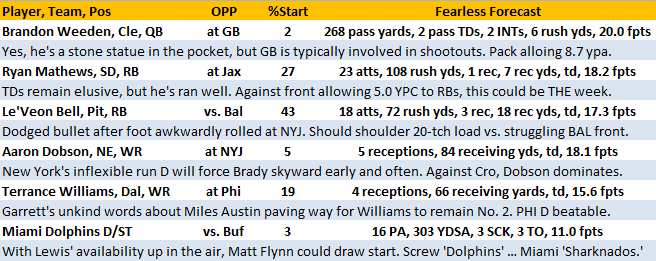 Player, Team, Pos OPP %Start Fearless Forecast
Brandon Weeden, Cle, QB at GB 2 268 pass yards, 2 pass TDs, 2 INTs, 6 rush yds, 20.0 fpts
Yes, he's a stone statue in the pocket, but GB is typically involved in shootouts. Pack alloing 8.7 ypa.
Ryan Mathews, SD, RB at Jax 27 23 atts, 108 rush yds, 1 rec, 7 rec yds, td, 18.2 fpts
TDs remain elusive, but he's ran well. Against front allowing 5.0 YPC to RBs, this could be THE week.
Le'Veon Bell, Pit, RB vs. Bal 43 18 atts, 72 rush yds, 3 rec, 18 rec yds, td, 17.3 fpts
Dodged bullet after foot awkwardly rolled at NYJ. Should shoulder 20-tch load vs. struggling BAL front.
Aaron Dobson, NE, WR at NYJ 5 5 receptions, 84 receiving yds, td, 18.1 fpts
New York's inflexible run D will force Brady skyward early and often. Against Cro, Dobson dominates.
Terrance Williams, Dal, WR at Phi 19 4 receptions, 66 receiving yards, td, 15.6 fpts
Garrett's unkind words about Miles Austin paving way for Williams to remain No. 2. PHI D beatable.
Miami Dolphins D/ST vs. Buf 3 16 PA, 303 YDSA, 3 SCK, 3 TO, 11.0 fpts
With Lewis' availability up in the air, Matt Flynn could draw start. Screw 'Dolphins' … Miami 'Sharknados.'